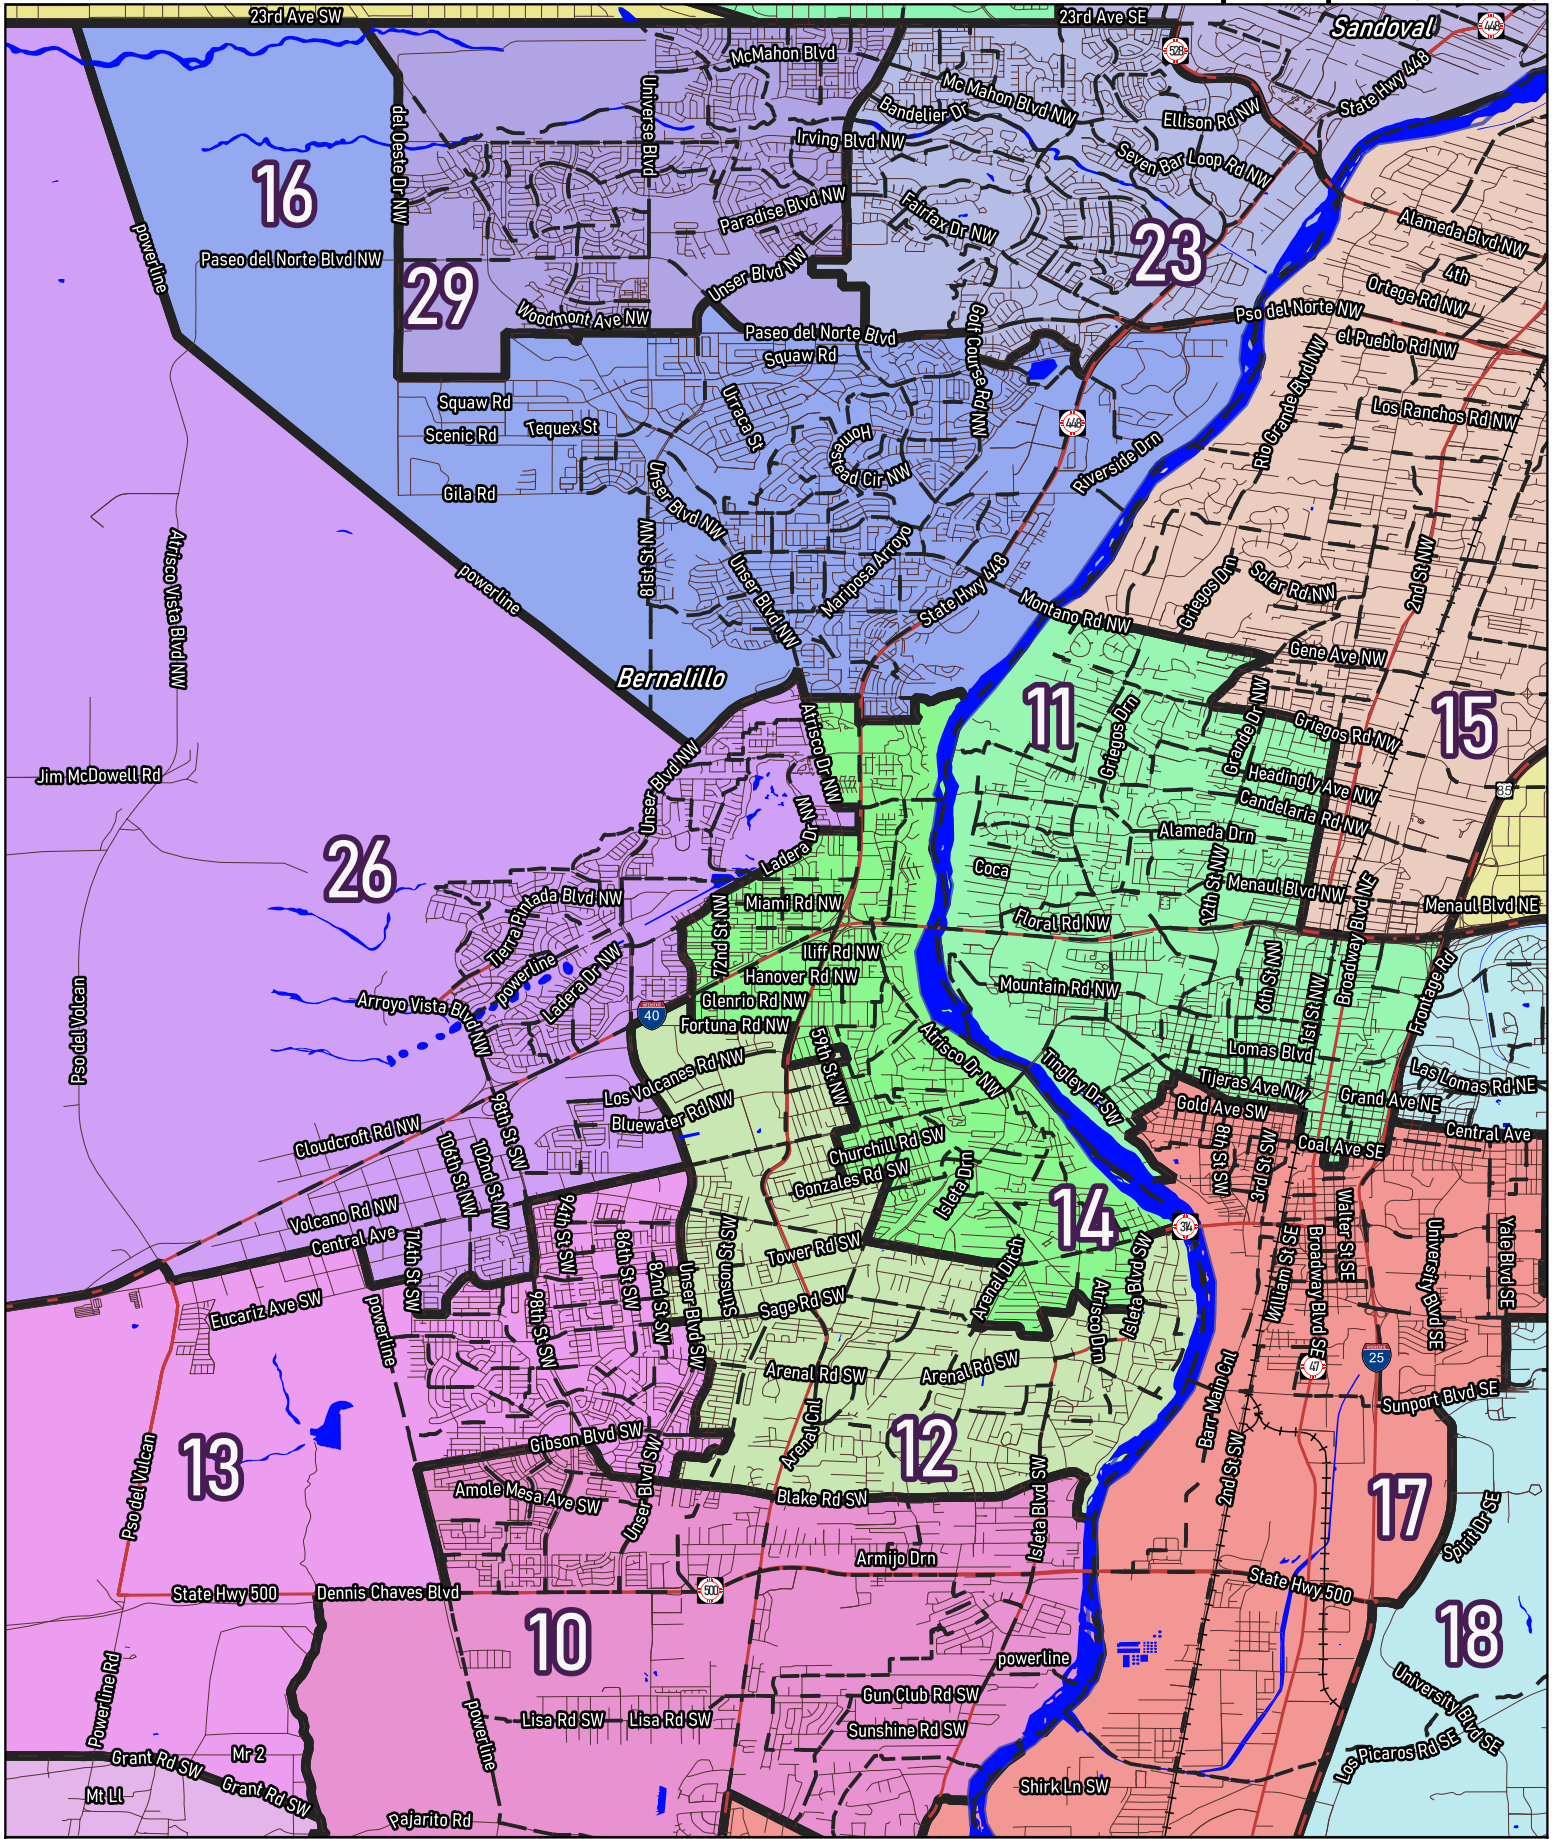 23rd Ave SW
23rd Ave SE
Sandoval
448
528
McMahon Blvd
State Hwy 448
Mc Mahon Blvd NW
Bandelier Dr
Ellison Rd NW
Universe Blvd
del Oeste Dr NW
Irving Blvd NW
Seven Bar Loop Rd NW
16
Paradise Blvd NW
Fairfax Dr NW
23
Alameda Blvd NW
powerline
Paseo del Norte Blvd NW
29
Unser Blvd NW
4th
Ortega Rd NW
Woodmont Ave NW
Paseo del Norte Blvd
Golf Course Rd NW
Pso del Norte NW
el Pueblo Rd NW
Squaw Rd
Squaw Rd
Scenic Rd
Tequex St
Urraca St
Homestead Cir NW
448
Rio Grande Blvd NW
Los Ranchos Rd NW
Gila Rd
Unser Blvd NW
Riverside Drn
81st St NW
Atrisco Vista Blvd NW
powerline
Unser Blvd NW
Mariposa Arroyo
State Hwy 448
Montano Rd NW
Griegos Drn
Solar Rd NW
2nd St NW
Gene Ave NW
Bernalillo
11
15
Atrisco Dr NW
Griegos Drn
Grande Dr NW
Griegos Rd NW
Jim McDowell Rd
Unser Blvd NW
Headingly Ave NW
85
Candelaria Rd NW
Ladera Dr NW
Alameda Drn
26
Coca
12th St NW
Menaul Blvd NW
Menaul Blvd NE
Tierra Pintada Blvd NW
Miami Rd NW
Floral Rd NW
Broadway Blvd NE
72nd St NW
Iliff Rd NW
powerline
Ladera Dr NW
Hanover Rd NW
Mountain Rd NW
6th St NW
1st St NW
Frontage Rd
Arroyo Vista Blvd NW
Glenrio Rd NW
40
Fortuna Rd NW
Pso del Volcan
59th St NW
Atrisco Dr NW
Tingley Dr SW
Lomas Blvd
Los Volcanes Rd NW
Tijeras Ave NW
Las Lomas Rd NE
Bluewater Rd NW
Gold Ave SW
Grand Ave NE
98th St SW
Cloudcroft Rd NW
106th St NW
102nd St NW
Churchill Rd SW
8th St SW
3rd St SW
Coal Ave SE
Central Ave
Gonzales Rd SW
Isleta Drn
Volcano Rd NW
94th St SW
14
314
Walter St SE
Central Ave
114th St SW
86th St SW
82nd St SW
Unser Blvd SW
Stinson St SW
Tower Rd SW
Arenal Ditch
Isleta Blvd SW
William St SE
Broadway Blvd SE
University Blvd SE
Yale Blvd SE
Eucariz Ave SW
powerline
98th St SW
Sage Rd SW
Atrisco Drn
47
25
Arenal Rd SW
Arenal Rd SW
Barr Main Cnl
Sunport Blvd SE
13
Gibson Blvd SW
Arenal Cnl
12
Pso del Vulcan
Amole Mesa Ave SW
Unser Blvd SW
Blake Rd SW
Isleta Blvd SW
2nd St SW
17
Spirit Dr SE
Armijo Drn
State Hwy 500
Dennis Chaves Blvd
500
State Hwy 500
10
18
Powerline Rd
powerline
powerline
Gun Club Rd SW
University Blvd SE
Lisa Rd SW
Lisa Rd SW
Sunshine Rd SW
Los Picaros Rd SE
Grant Rd SW
Mr 2
Grant Rd SW
Mt Ll
Shirk Ln SW
Pajarito Rd